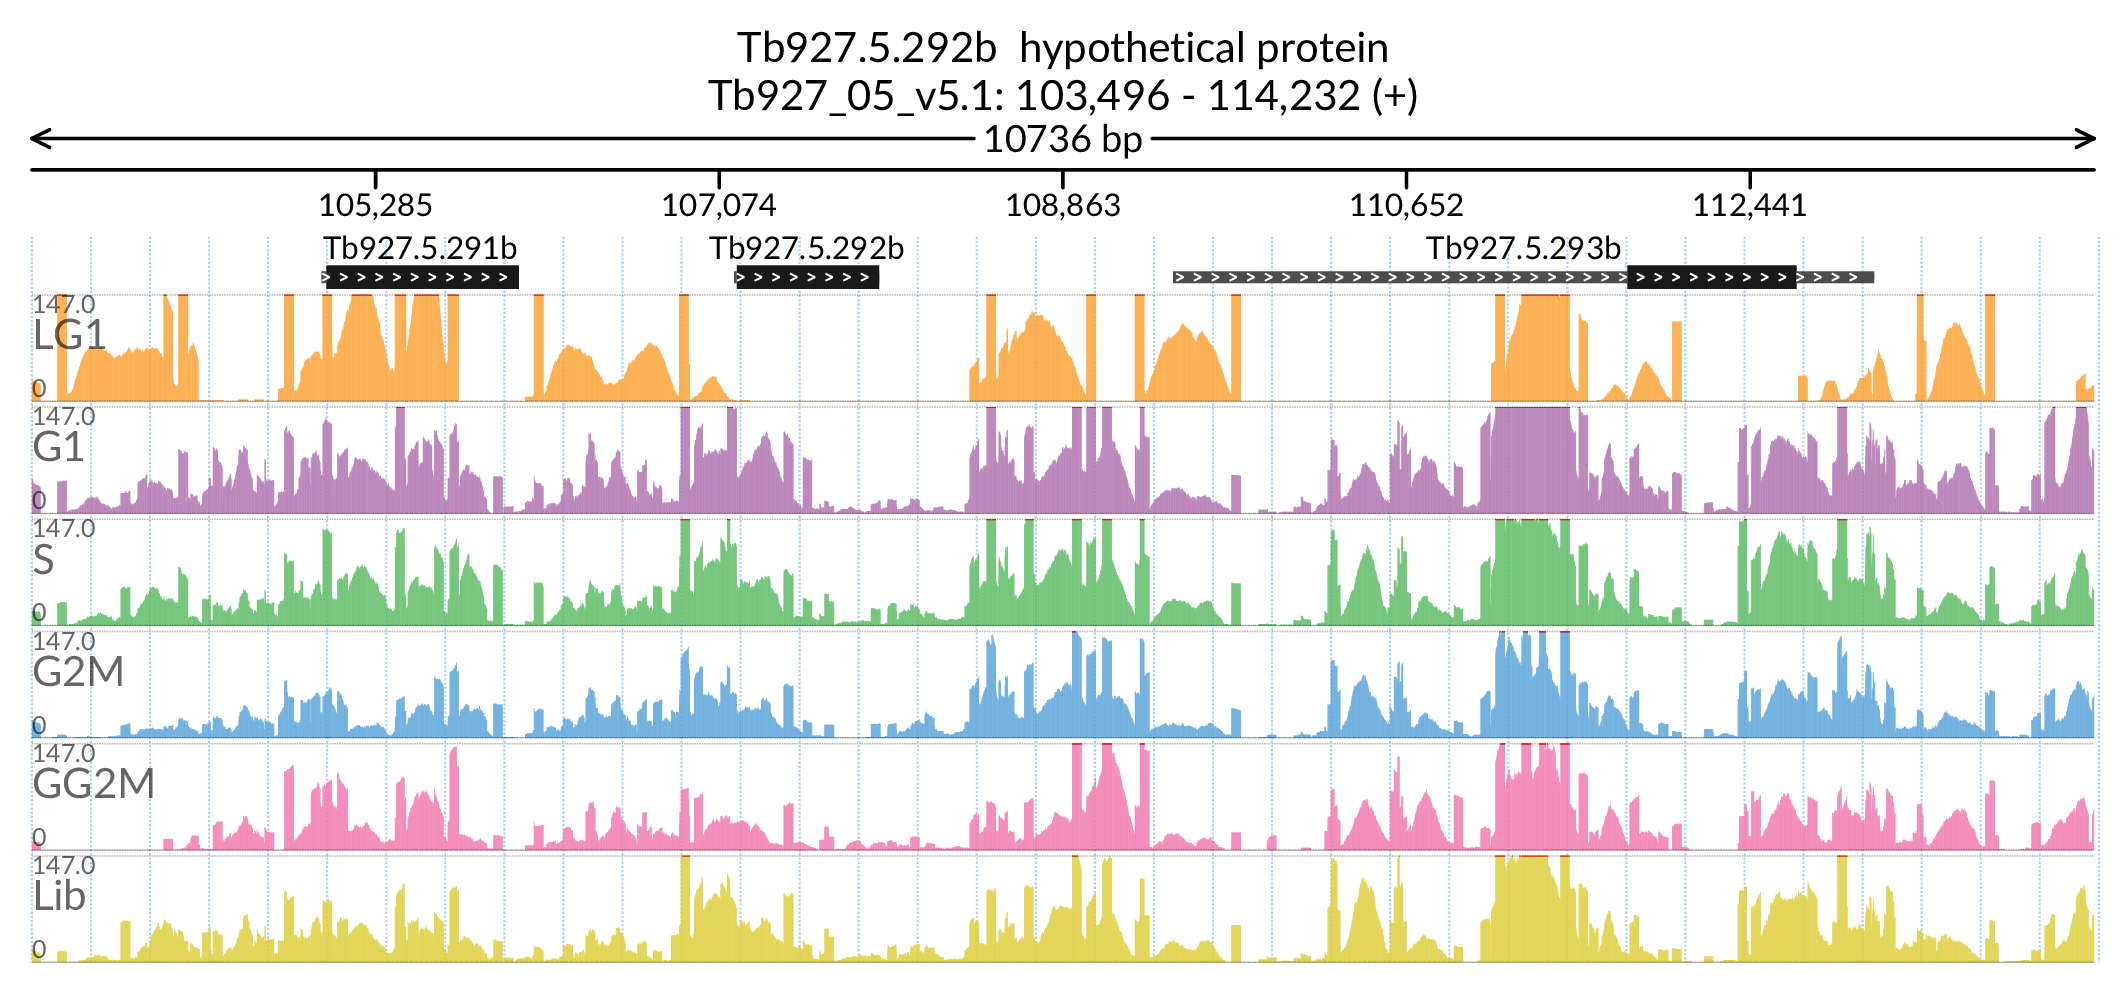 Tb927.5.292b  hypothetical protein
Tb927_05_v5.1: 103,496 - 114,232 (+)
10736 bp
105,285 107,074 108,863 110,652 112,441
Tb927.5.291b Tb927.5.292b Tb927.5.293b
147.0
LG1
0
147.0
G1
0
147.0
S
0
147.0
G2M
0
147.0
GG2M
0
147.0
Lib
0